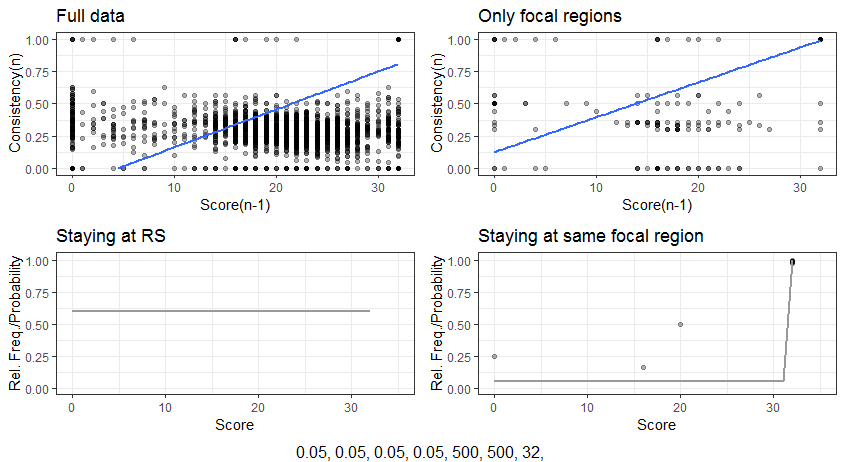 Full data
Only focal regions
Consistency(n)
1.00
0.75
0.50
0.25
0.00
0
10
20
30
Score(n-1)
Consistency(n)
1.00
0.75
0.50
0.25
0.00
0
10
20
30
Score(n-1)
Staying at RS
Staying at same focal region
Rel. Freq./Probability
1.00
0.75
0.50
0.25
0.00
0
10
20
30
Score
Rel. Freq./Probability
1.00
0.75
0.50
0.25
0.00
0
10
20
30
Score
0.05, 0.05, 0.05, 0.05, 500, 500, 32,